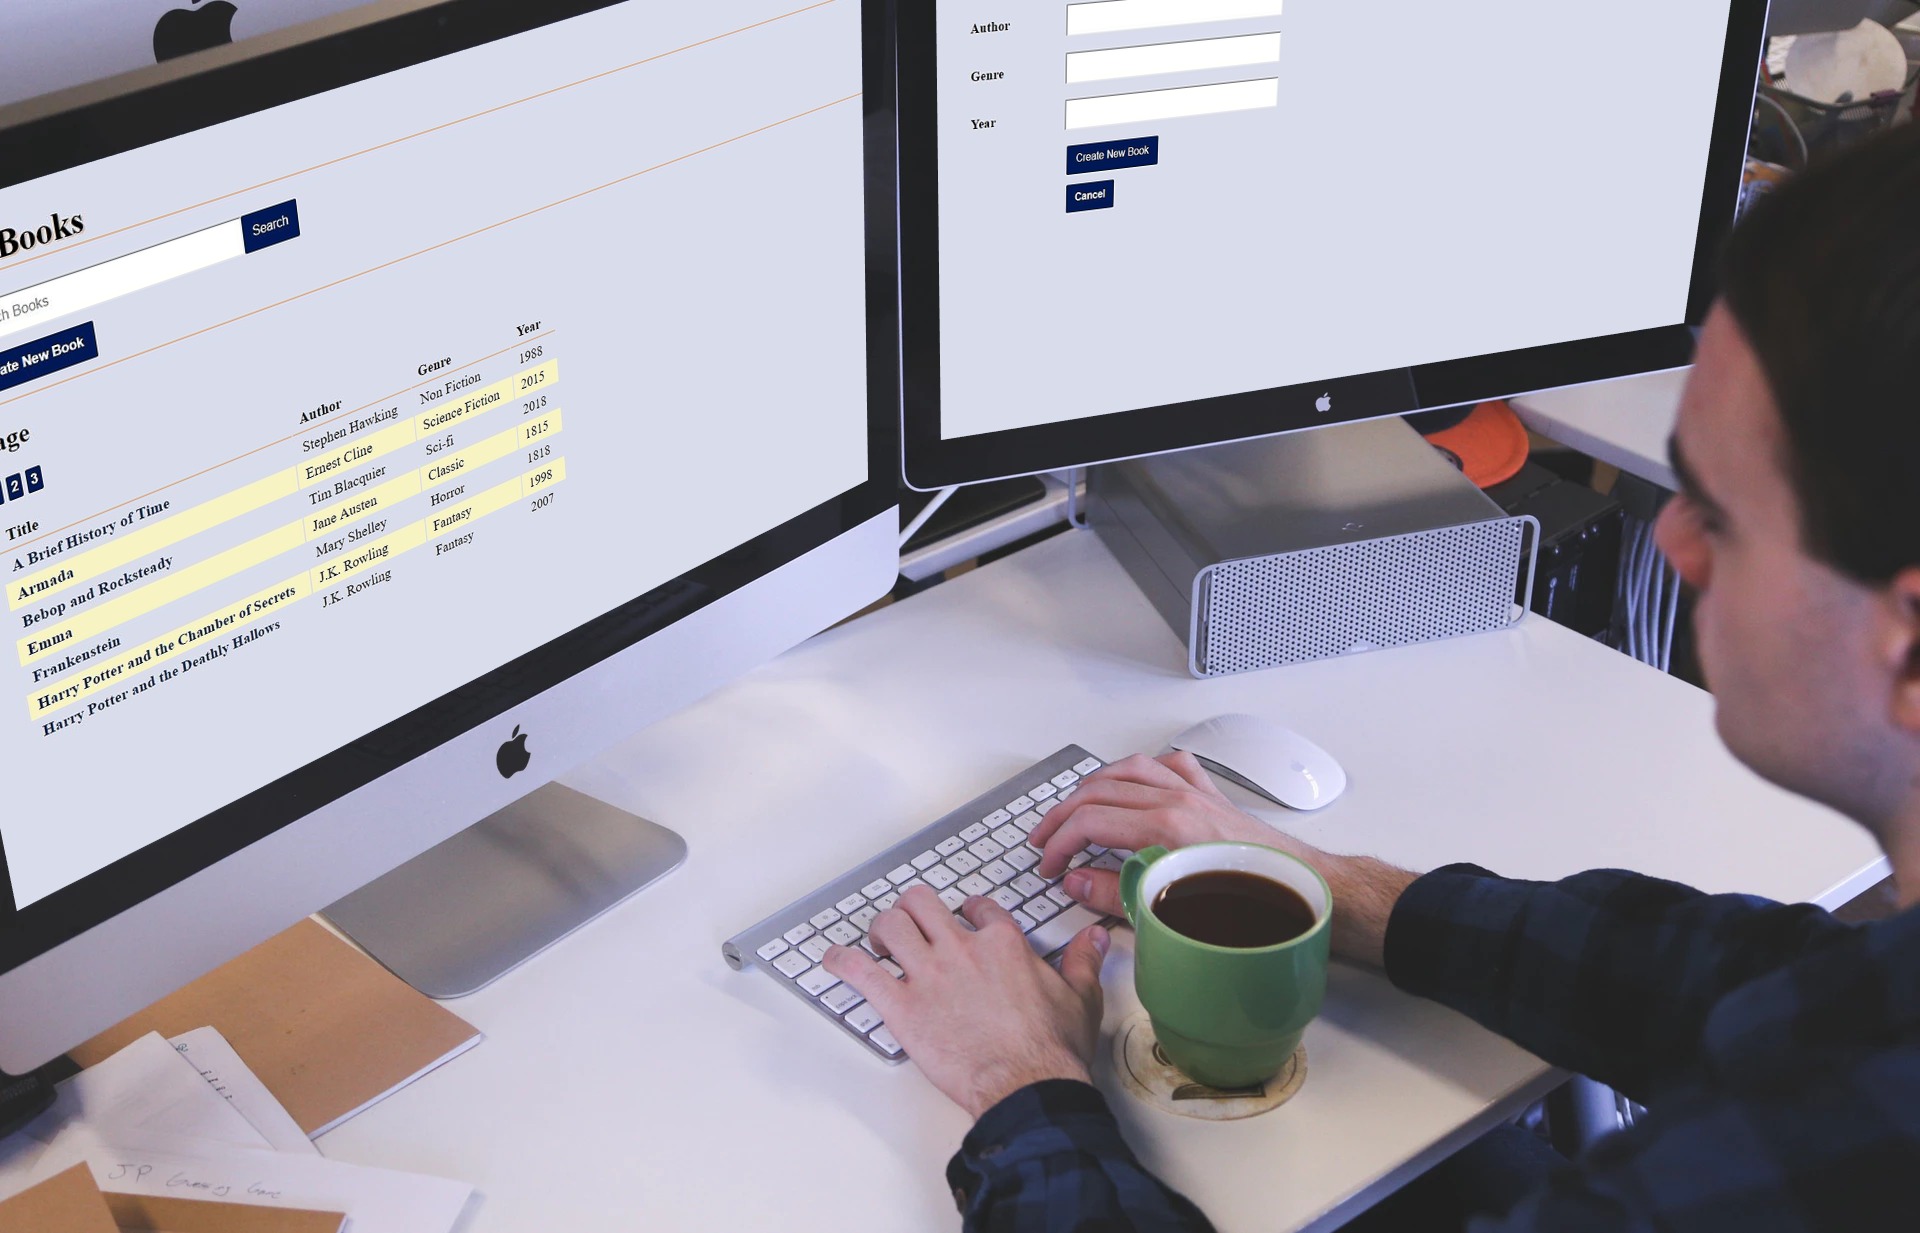 Books
Search
ch Books
ate New Book
age
2 3
Title Author Genre Year
A Brief History of Time Stephen Hawking Non Fiction 1988
Armada Ernest Cline Science Fiction 2015
Bebop and Rocksteady Tim Blacquier Sci-fi 2018
Emma Jane Austen Classic 1815
Frankenstein Mary Shelley Horror 1818
Harry Potter and the Chamber of Secrets J.K. Rowling Fantasy 1998
Harry Potter and the Deathly Hallows J.K. Rowling Fantasy 2007
Author
Genre
Year
Create New Book
Cancel
JP